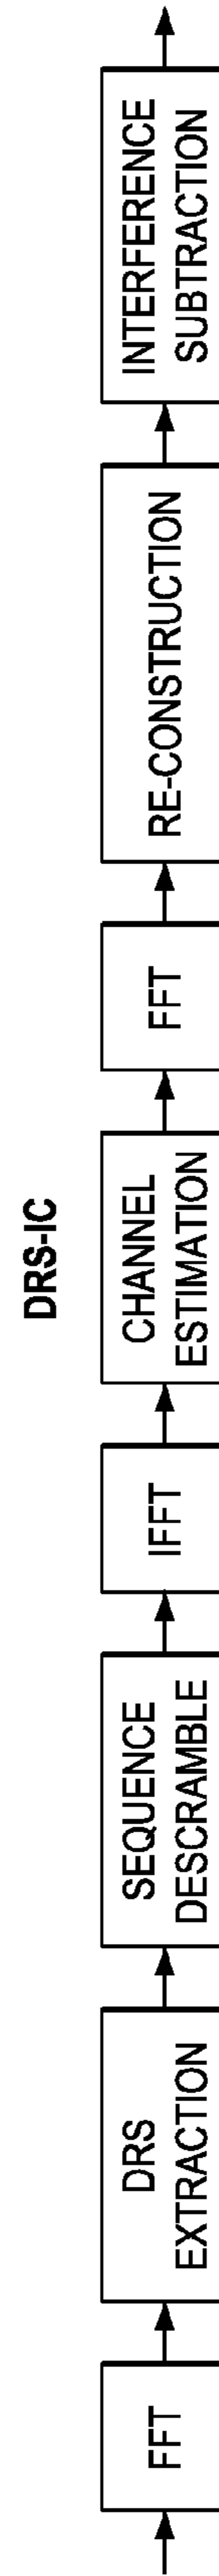 DRS-IC
FFT
DRS
EXTRACTION
SEQUENCE
DESCRAMBLE
IFFT
CHANNEL
ESTIMATION
FFT
RE-CONSTRUCTION
INTERFERENCE
SUBTRACTION